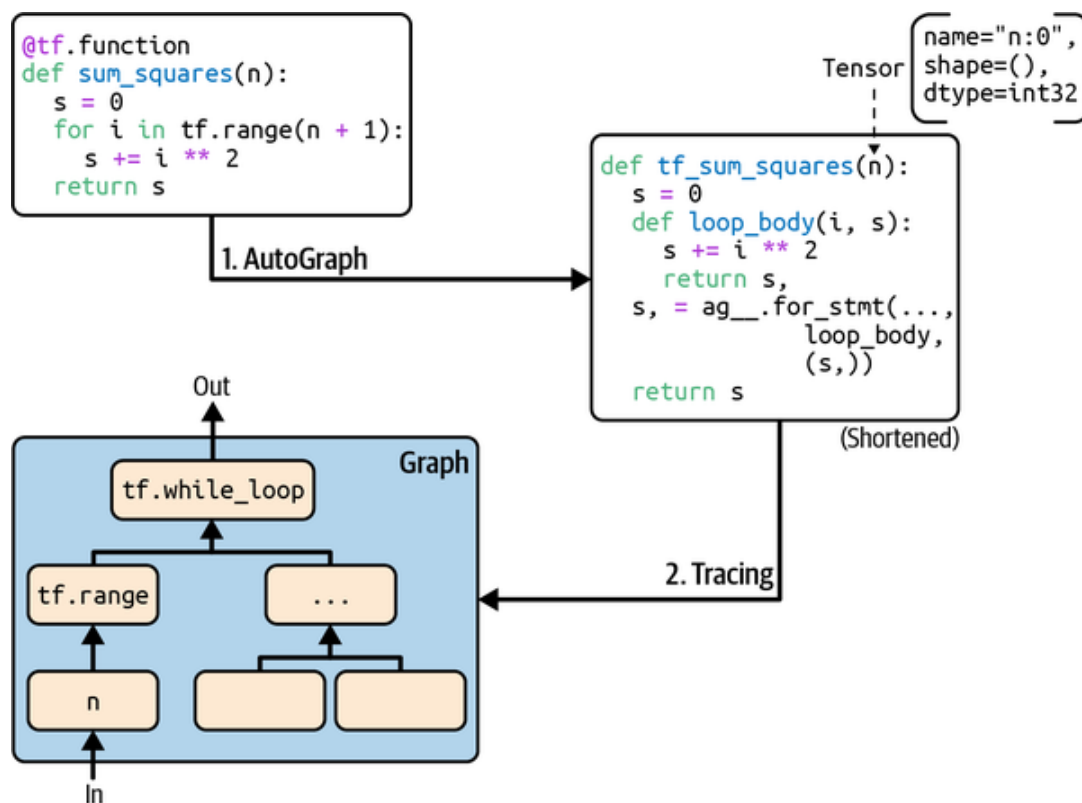 @tf.function
def sum_squares(n):
  s = 0
  for i in tf.range(n + 1):
    s += i ** 2
  return s
name="n:0",
shape=(),
dtype=int32
Tensor
1. AutoGraph
def tf_sum_squares(n):
  s = 0
  def loop_body(i, s):
    s += i ** 2
    return s,
  s, = ag__.for_stmt(...,
             loop_body,
             (s,))
  return s
(Shortened)
2. Tracing
Out
Graph
tf.while_loop
tf.range
...
n
In